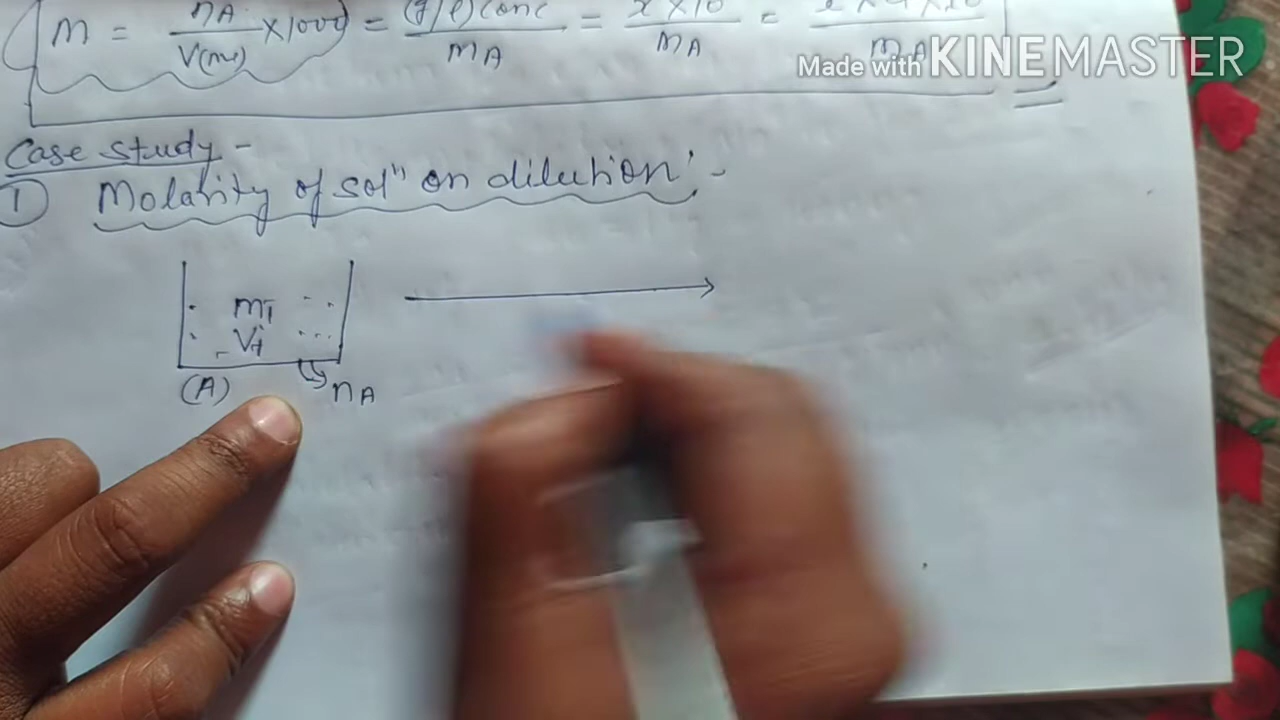 M = nA/V(ml) ×1000 = (g/l) conc/MA = x × 10/MA =
Made with KINEMASTER
Case study -
① Molarity of solⁿ on dilution :-
M1
V1
(A) nA